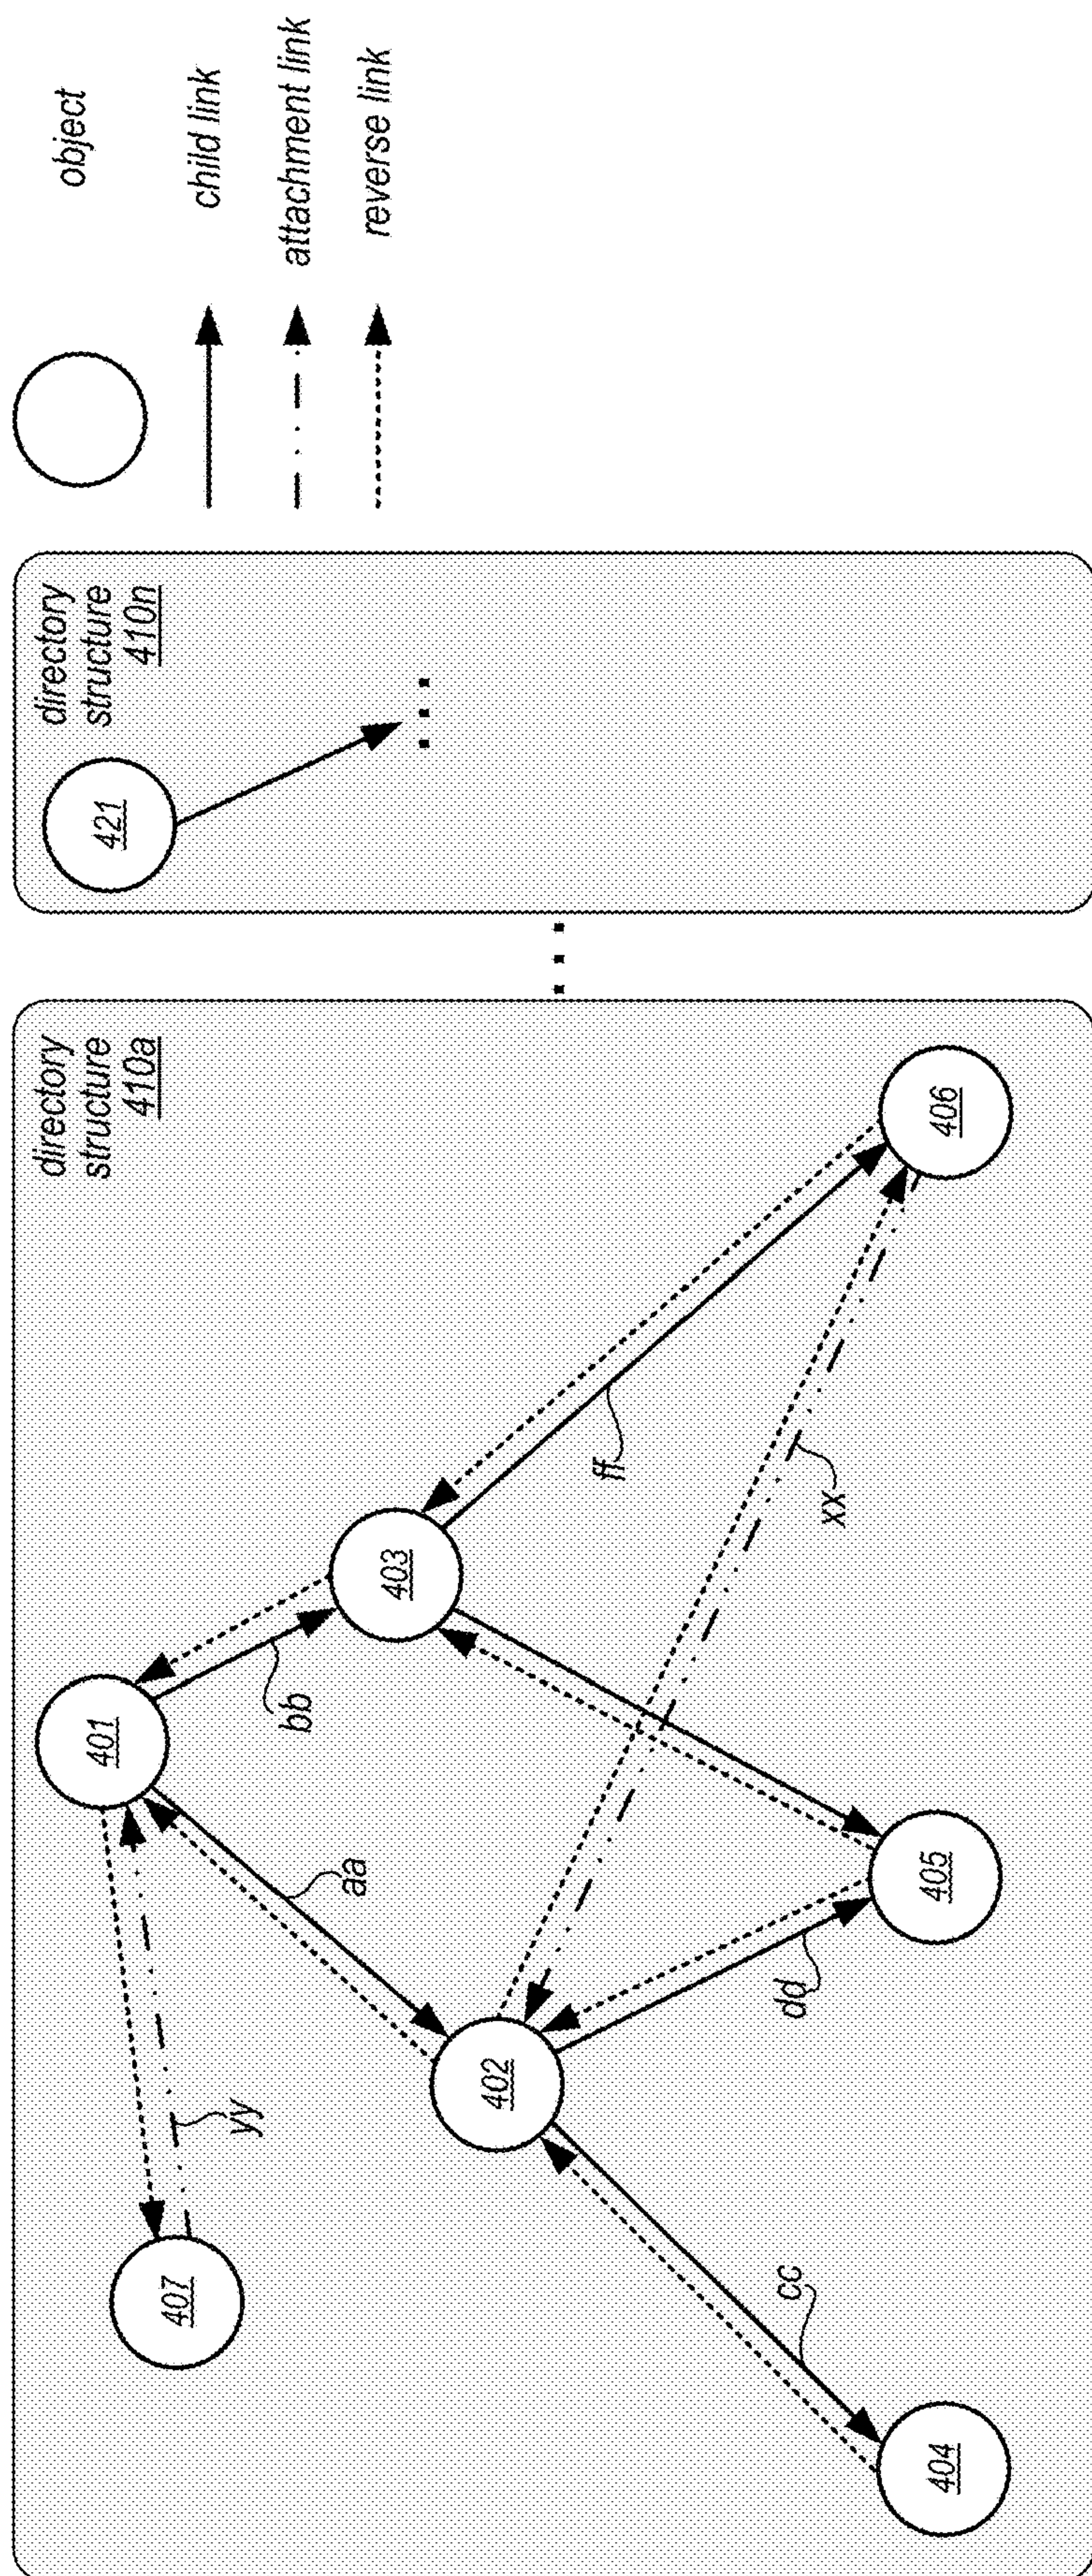 directory
structure
410a
401
407
yy
aa
bb
403
402
ff
xx
dd
cc
404
405
406
directory
structure
410n
421
object
child link
attachment link
reverse link